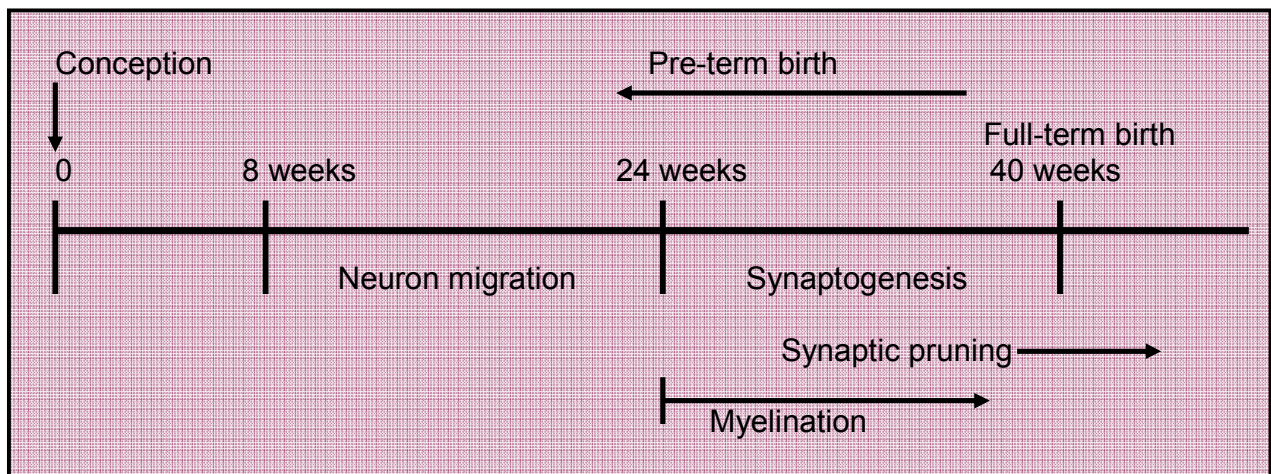 Conception
Pre-term birth
Full-term birth
0
8 weeks
24 weeks
40 weeks
Neuron migration
Synaptogenesis
Synaptic pruning
Myelination